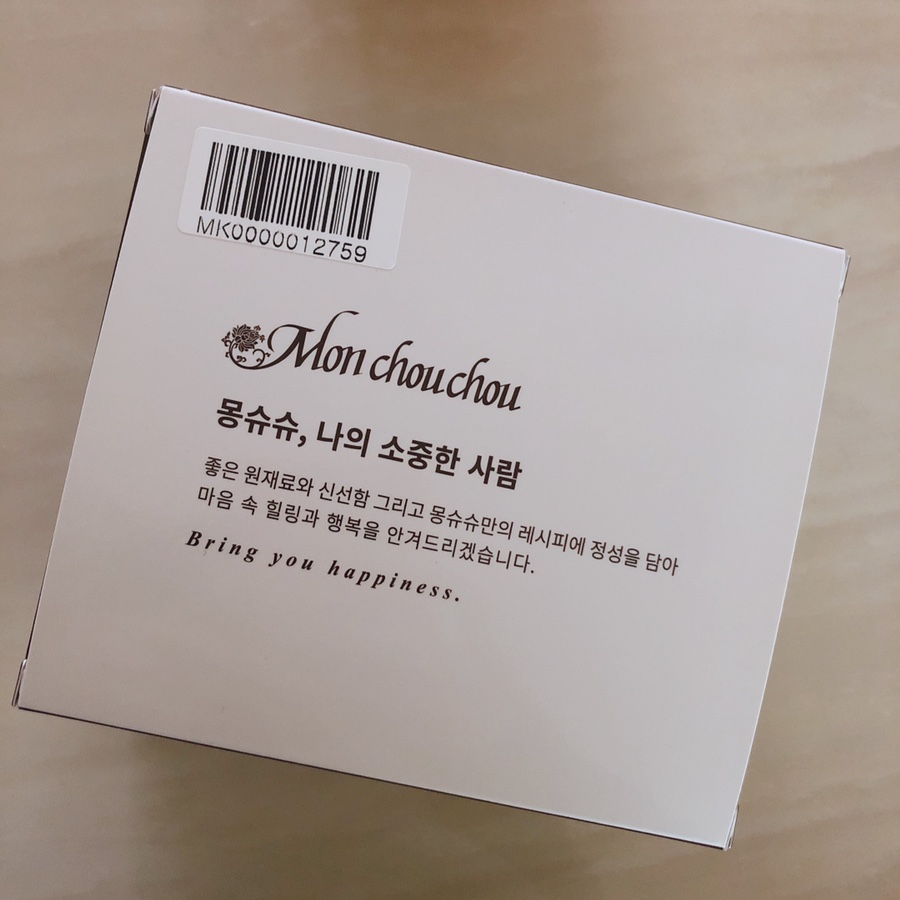 MK0000012759
Mon chou chou
몽슈슈, 나의 소중한 사람
좋은 원재료와 신선함 그리고 몽슈슈만의 레시피에 정성을 담아
마음 속 힐링과 행복을 안겨드리겠습니다.
Bring you happiness.